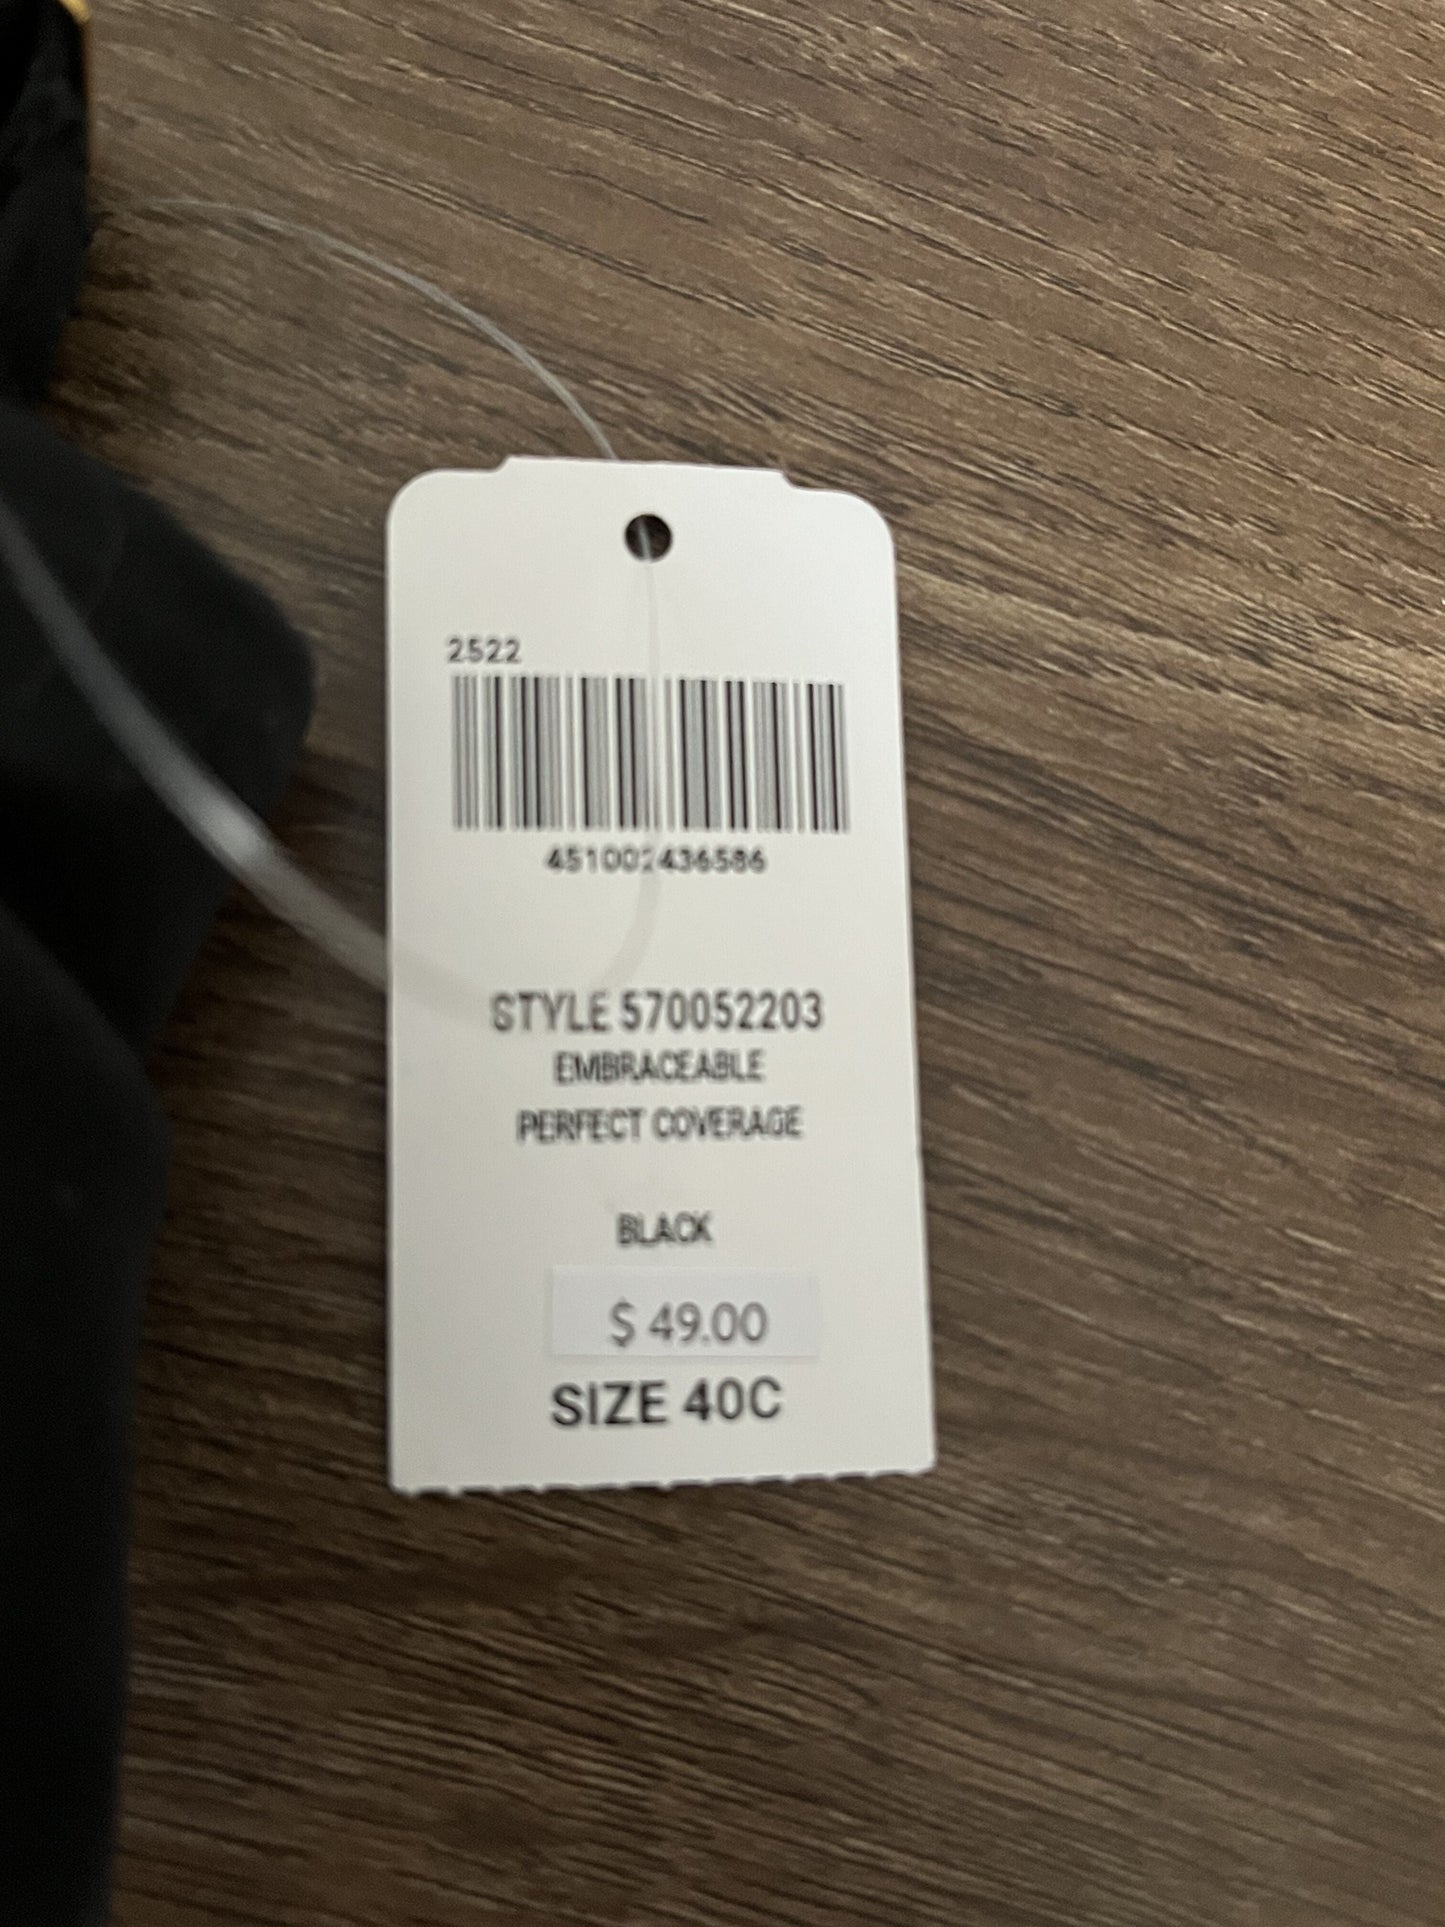 2522
451002436586
STYLE 570052203
EMBRACEABLE
PERFECT COVERAGE
BLACK
$ 49.00
SIZE 40C